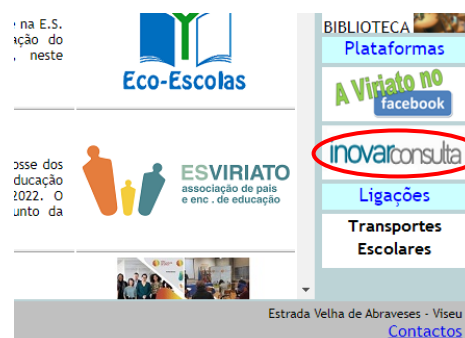 e na E.S.
ação do
, neste
Eco-Escolas
osse dos
ducação
2022. O
unto da
ESVIRIATO
associação de pais
e enc . de educação
BIBLIOTECA
Plataformas
A Viriato no
facebook
inovarconsulta
Ligações
Transportes
Escolares
Estrada Velha de Abraveses - Viseu
Contactos